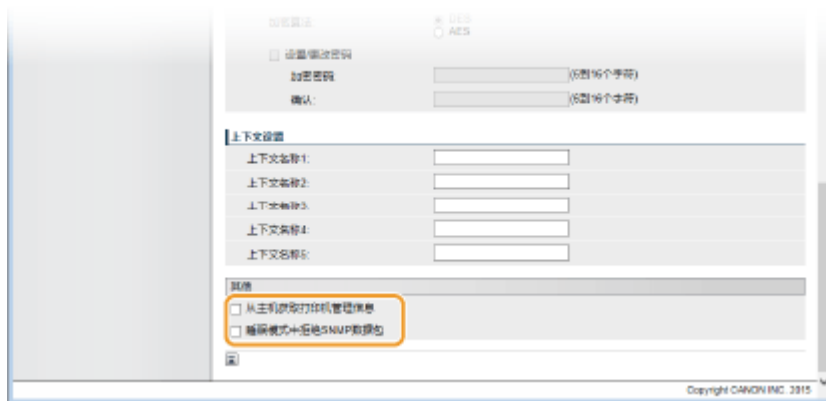 加密算法: DES
AES
设置/更改密码
加密密码 (6到16个字符)
确认: (6到16个字符)
上下文设置
上下文名称1:
上下文名称2:
上下文名称3:
上下文名称4:
上下文名称5:
其他
从主机获取打印机管理信息
睡眠模式中拒绝SNMP数据包
Copyright CANON INC. 2015